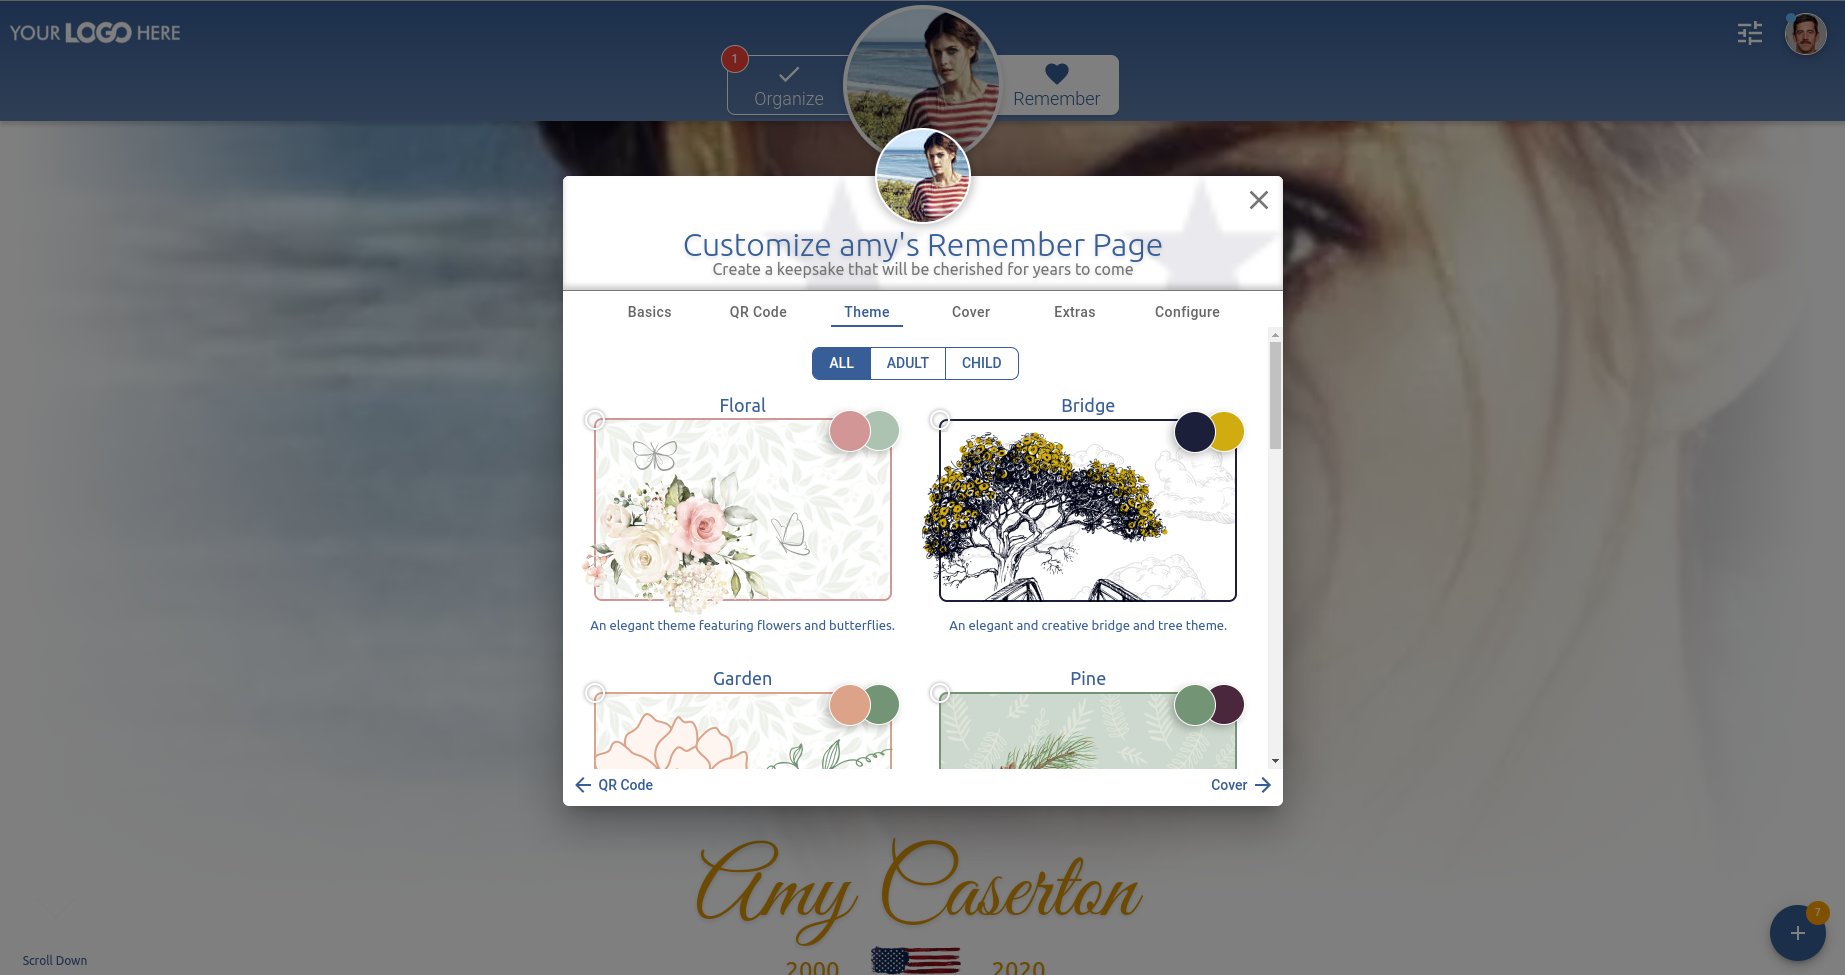 YOUR LOGO HERE
1
Organize
Remember
Customize amy's Remember Page
Create a keepsake that will be cherished for years to come
Basics QR Code Theme Cover Extras Configure
ALL ADULT CHILD
Floral Bridge
An elegant theme featuring flowers and butterflies. An elegant and creative bridge and tree theme.
Garden Pine
QR Code Cover
Amy Caserton
2000 2020
Scroll Down
7